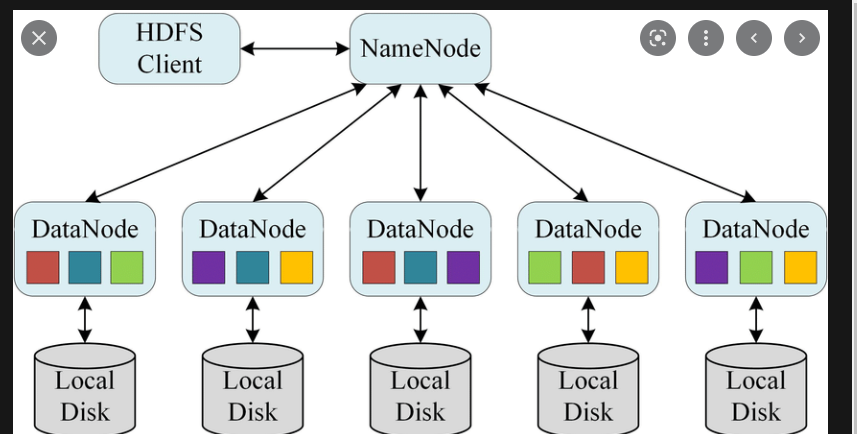 HDFS
Client
NameNode
DataNode
DataNode
DataNode
DataNode
DataNode
Local
Disk
Local
Disk
Local
Disk
Local
Disk
Local
Disk